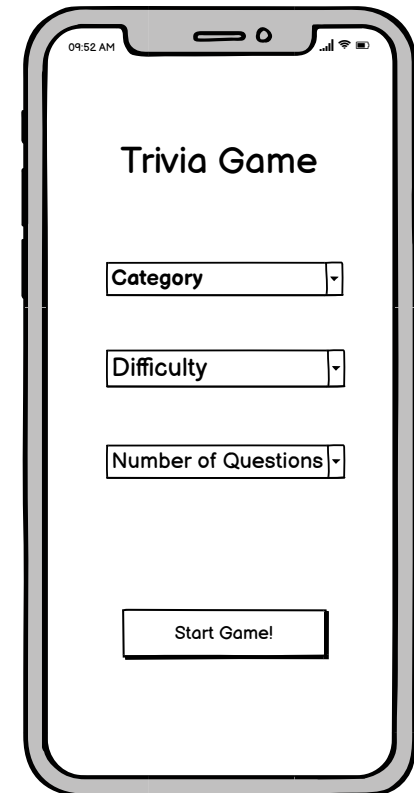 09:52 AM
Trivia Game
Category
Difficulty
Number of Questions
Start Game!